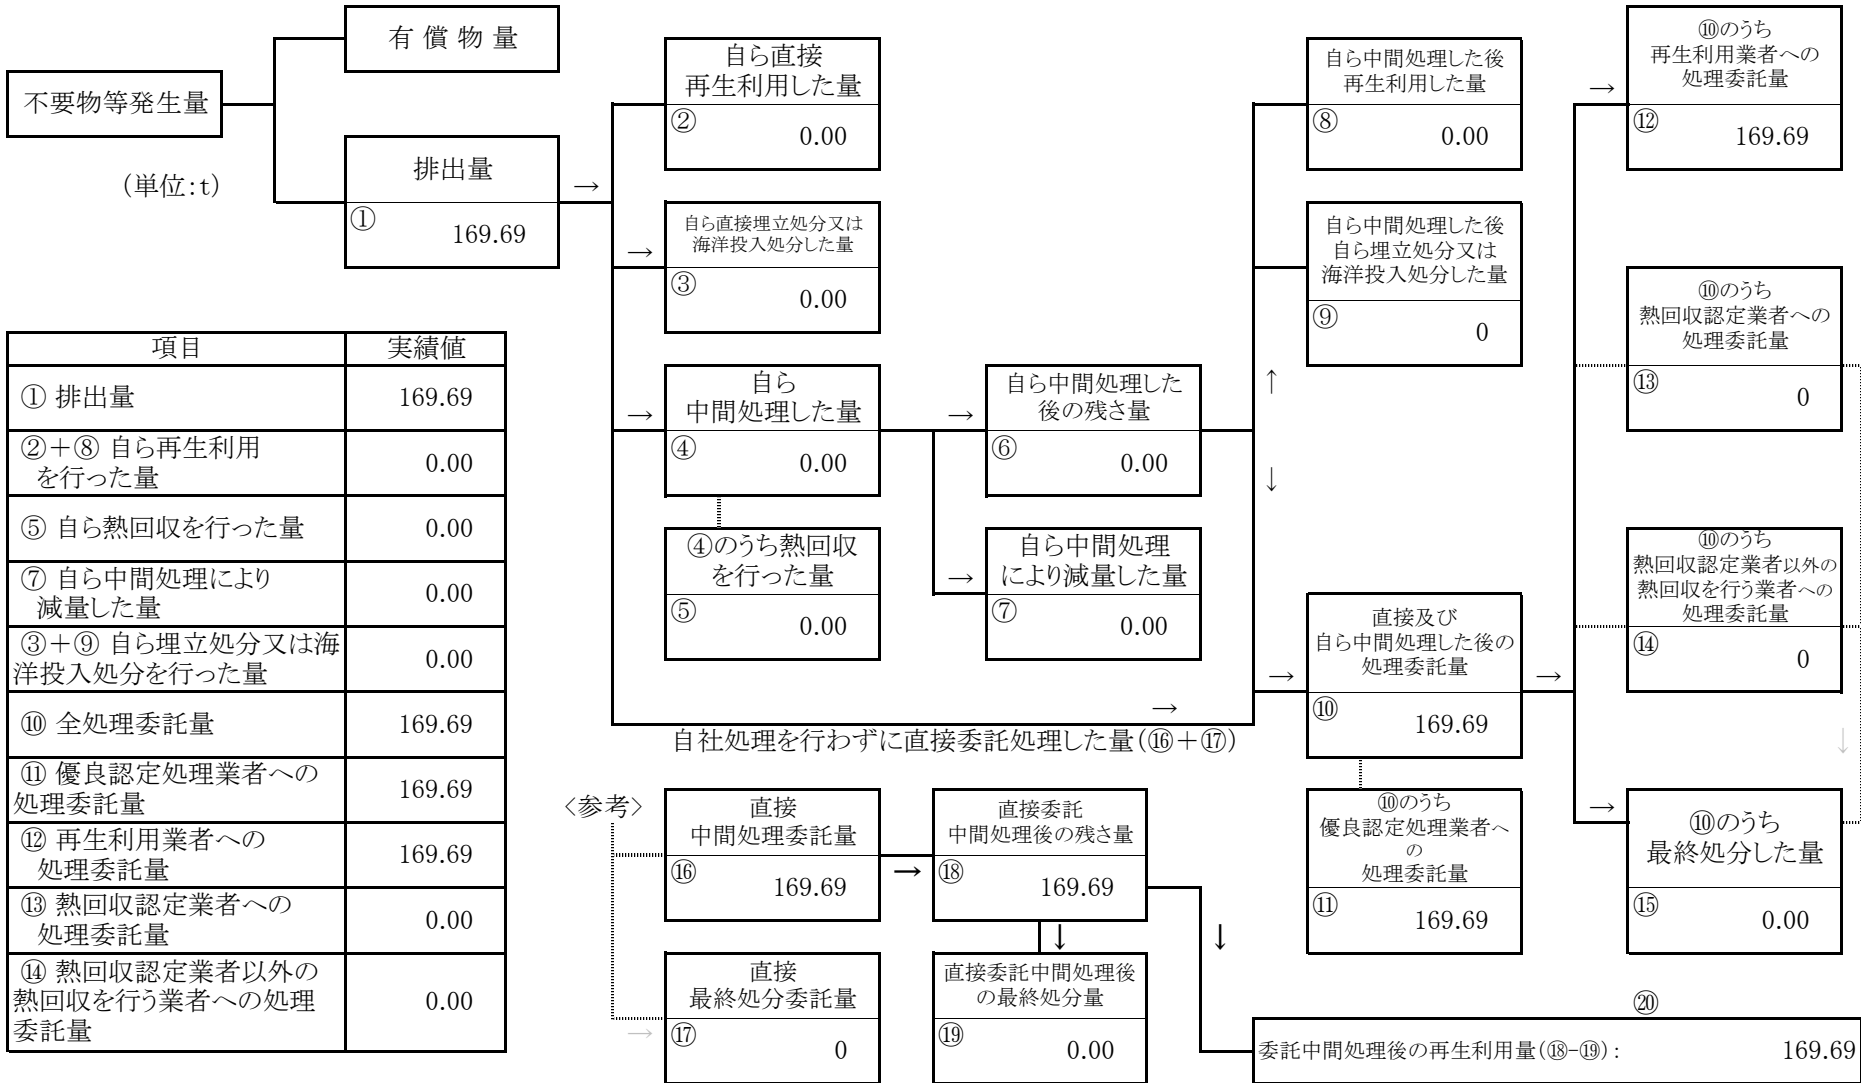 有 償 物 量
不要物等発生量
(単位:t)
排出量
①
169.69
→
自ら直接
再生利用した量
②
0.00
→
自ら直接埋立処分又は
海洋投入処分した量
③
0.00
→
自ら
中間処理した量
④
0.00
④のうち熱回収
を行った量
⑤
0.00
→
自ら中間処理した
後の残さ量
⑥
0.00
→
自ら中間処理
により減量した量
⑦
0.00
自ら中間処理した後
再生利用した量
⑧
0.00
自ら中間処理した後
自ら埋立処分又は
海洋投入処分した量
⑨
0
↑
↓
→
直接及び
自ら中間処理した後の
処理委託量
⑩
169.69
⑩のうち
優良認定処理業者へ
の
処理委託量
⑪
169.69
→
→
⑩のうち
再生利用業者への
処理委託量
⑫
169.69
⑩のうち
熱回収認定業者への
処理委託量
⑬
0
⑩のうち
熱回収認定業者以外の
熱回収を行う業者への
処理委託量
⑭
0
↓
→
⑩のうち
最終処分した量
⑮
0.00
→
自社処理を行わずに直接委託処理した量(⑯+⑰)
<参考>
直接
中間処理委託量
⑯
169.69
→
直接委託
中間処理後の残さ量
⑱
169.69
↓
↓
→
直接
最終処分委託量
⑰
0
直接委託中間処理後
の最終処分量
⑲
0.00
⑳
委託中間処理後の再生利用量(⑱-⑲): 169.69
項目 実績値
① 排出量 169.69
②+⑧ 自ら再生利用
を行った量 0.00
⑤ 自ら熱回収を行った量 0.00
⑦ 自ら中間処理により
減量した量 0.00
③+⑨ 自ら埋立処分又は海
洋投入処分を行った量 0.00
⑩ 全処理委託量 169.69
⑪ 優良認定処理業者への
処理委託量 169.69
⑫ 再生利用業者への
処理委託量 169.69
⑬ 熱回収認定業者への
処理委託量 0.00
⑭ 熱回収認定業者以外の
熱回収を行う業者への処理
委託量 0.00